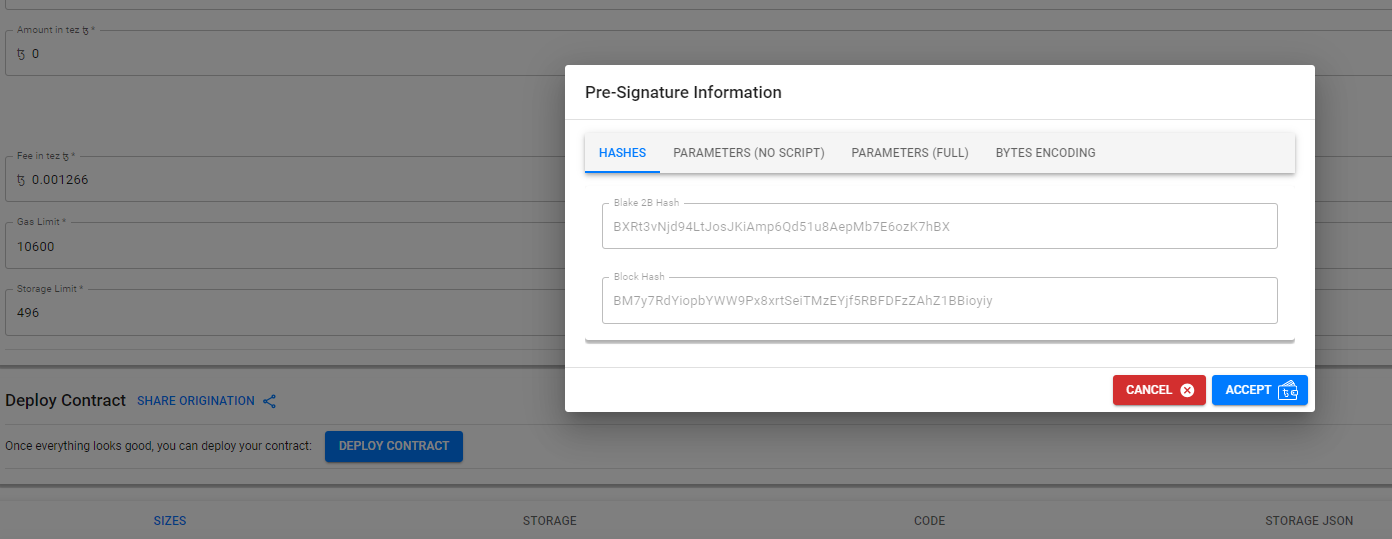 Amount in tez ꜩ *
ꜩ 0
Fee in tez ꜩ *
ꜩ 0.001266
Gas Limit *
10600
Storage Limit *
496
Deploy Contract SHARE ORIGINATION
Once everything looks good, you can deploy your contract: DEPLOY CONTRACT
SIZES STORAGE CODE STORAGE JSON
Pre-Signature Information
HASHES PARAMETERS (NO SCRIPT) PARAMETERS (FULL) BYTES ENCODING
Blake 2B Hash
BXRt3vNjd94LtJosJKiAmp6Qd51u8AepMb7E6ozK7hBX
Block Hash
BM7y7RdYiopbYWW9Px8xrtSeiTMzEYjf5RBFDFzZAhZ1BBioyiy
CANCEL ACCEPT